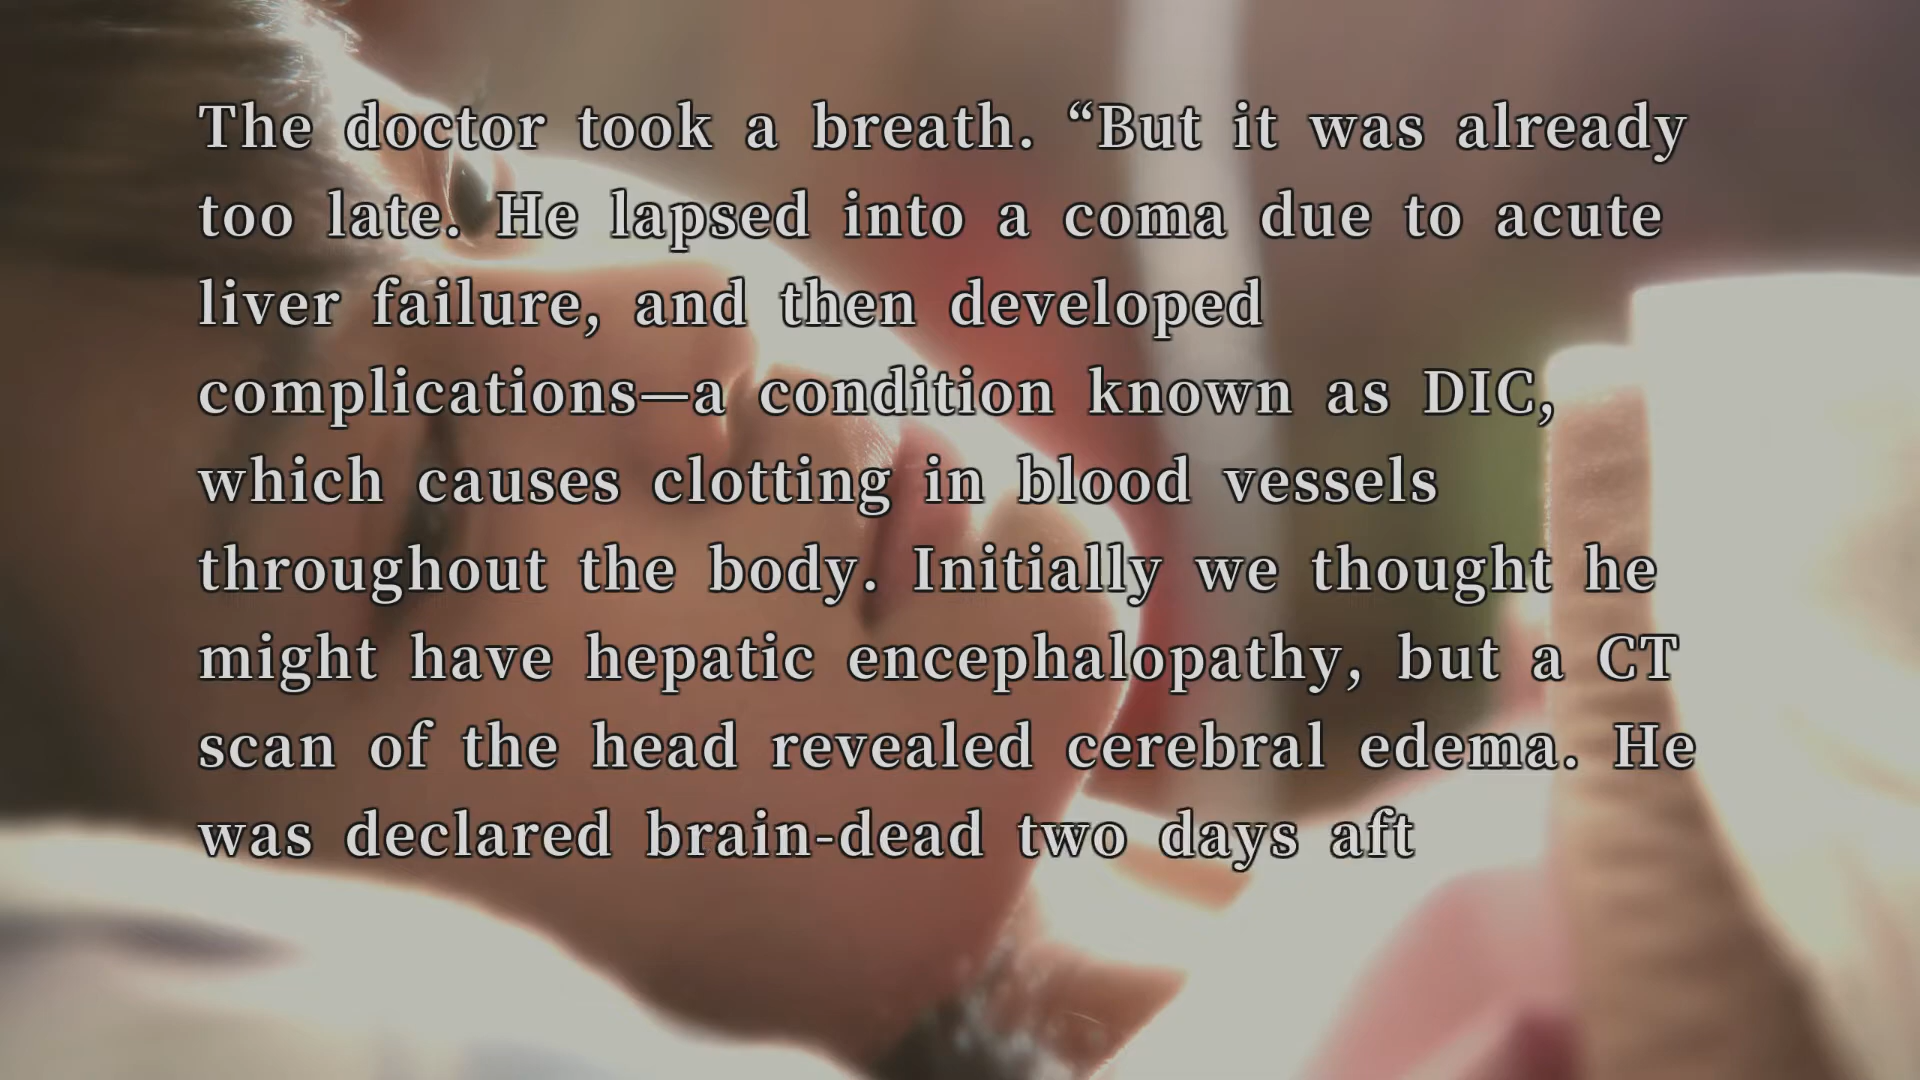 The doctor took a breath. “But it was already
too late. He lapsed into a coma due to acute
liver failure, and then developed
complications—a condition known as DIC,
which causes clotting in blood vessels
throughout the body. Initially we thought he
might have hepatic encephalopathy, but a CT
scan of the head revealed cerebral edema. He
was declared brain-dead two days aft